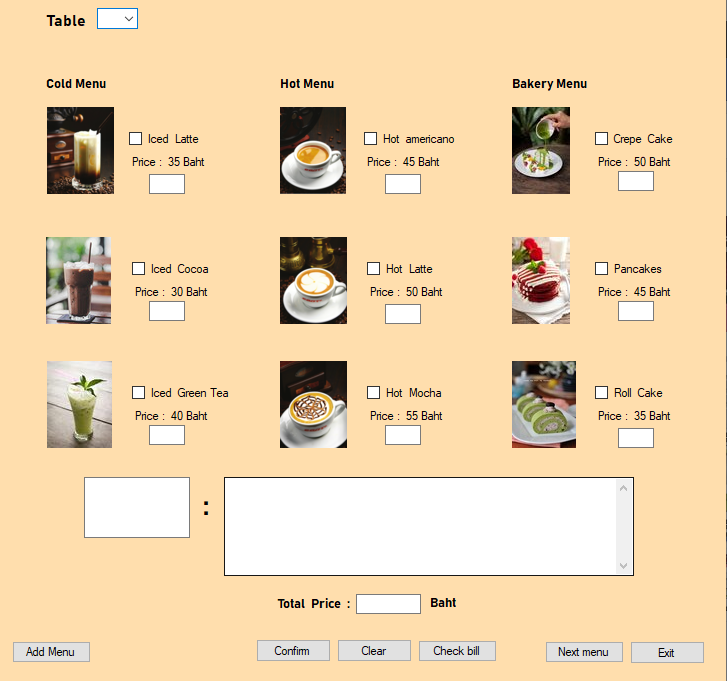 Table
Cold Menu
Hot Menu
Bakery Menu
Iced Latte
Price : 35 Baht
Hot americano
Price : 45 Baht
Crepe Cake
Price : 50 Baht
Iced Cocoa
Price : 30 Baht
Hot Latte
Price : 50 Baht
Pancakes
Price : 45 Baht
Iced Green Tea
Price : 40 Baht
Hot Mocha
Price : 55 Baht
Roll Cake
Price : 35 Baht
:
Total Price :
Baht
Add Menu
Confirm
Clear
Check bill
Next menu
Exit